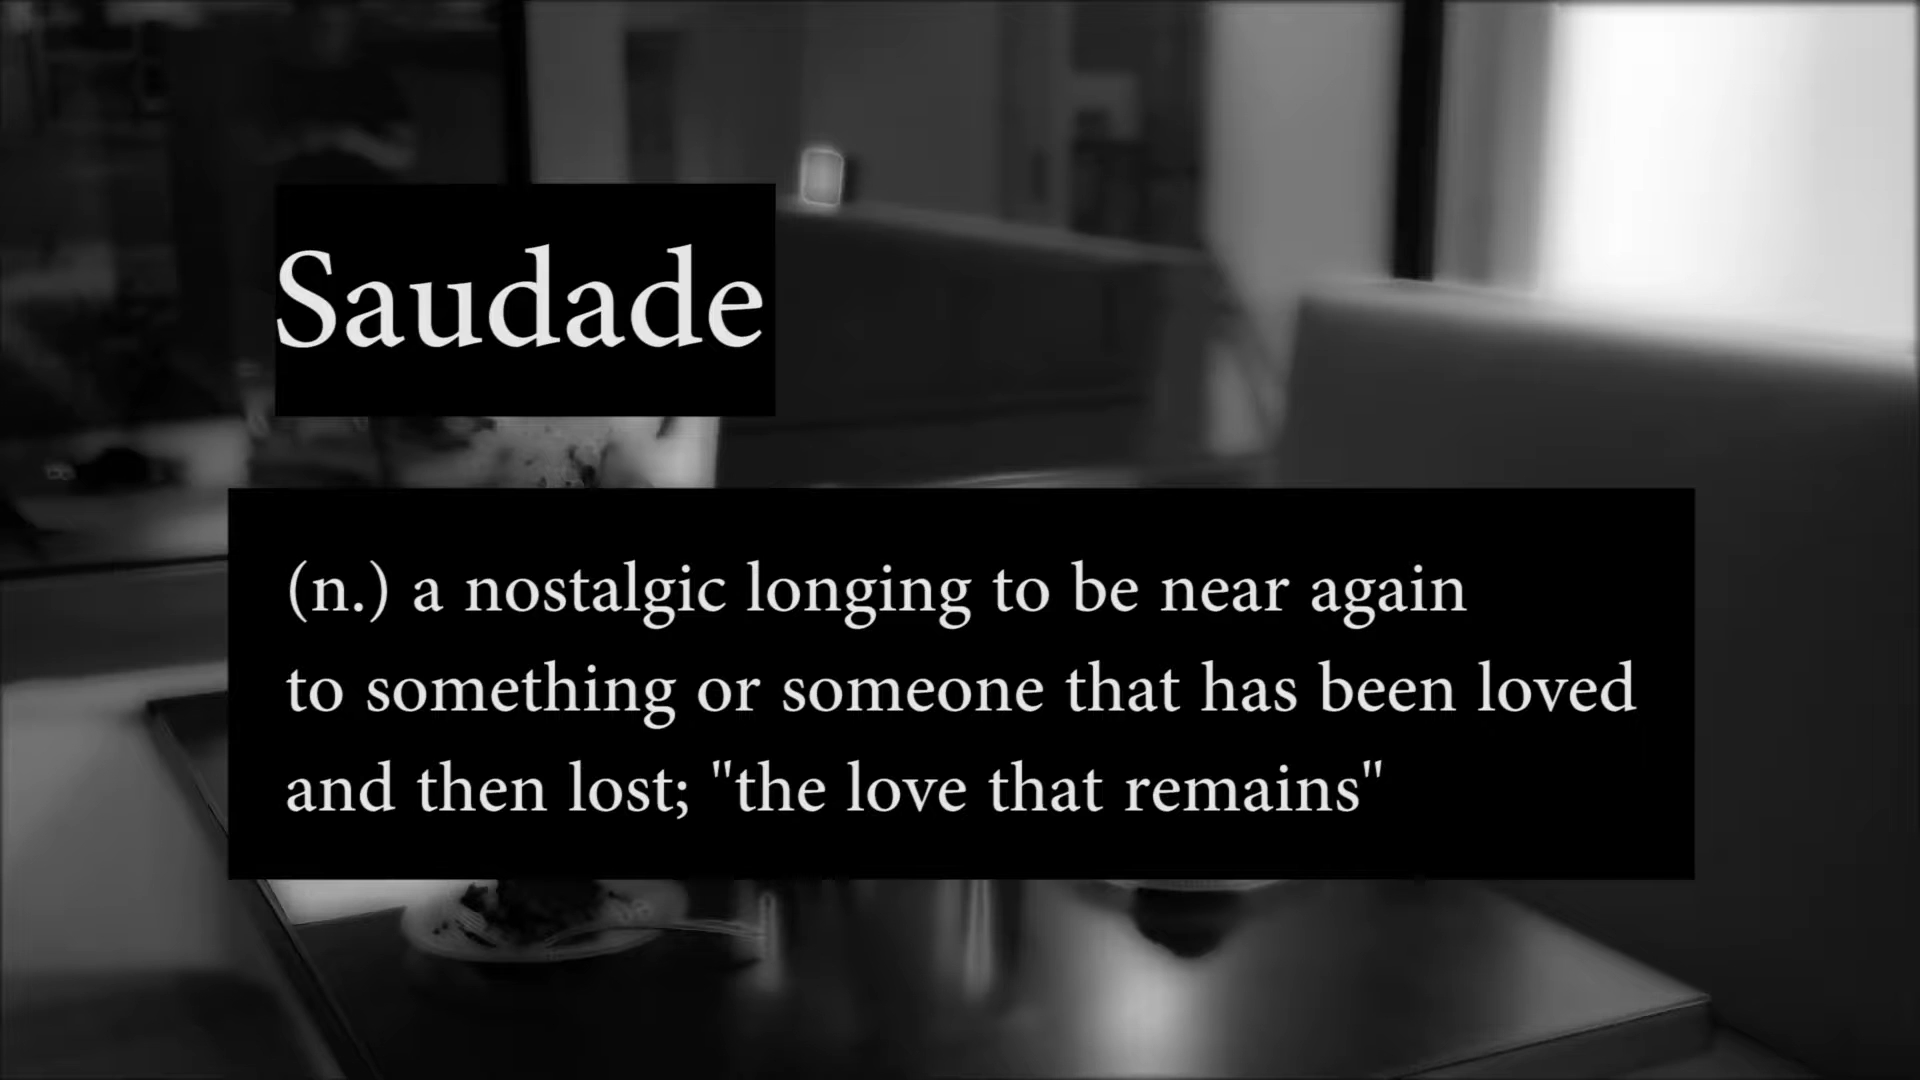 Saudade
(n.) a nostalgic longing to be near again
to something or someone that has been loved
and then lost; "the love that remains"